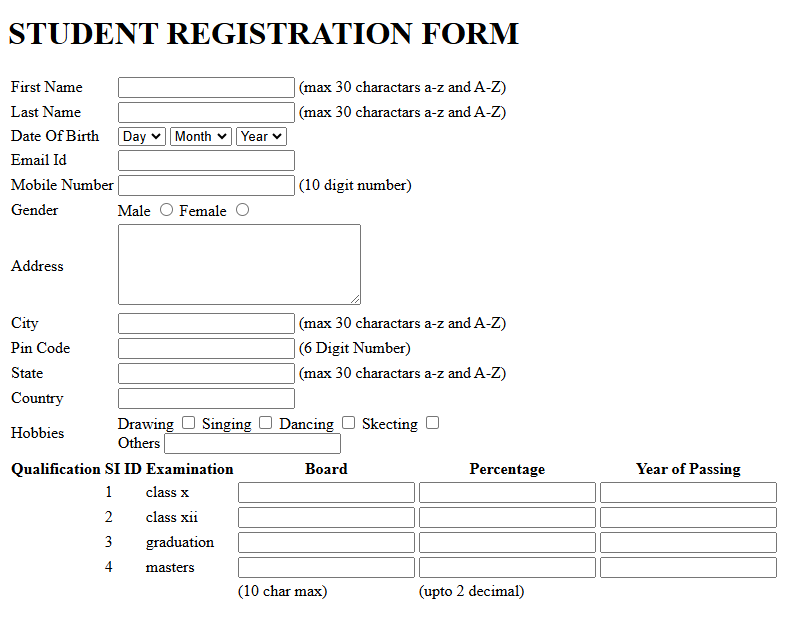 STUDENT REGISTRATION FORM
First Name (max 30 charactars a-z and A-Z)
Last Name (max 30 charactars a-z and A-Z)
Date Of Birth Day Month Year
Email Id
Mobile Number (10 digit number)
Gender Male Female
Address
City (max 30 charactars a-z and A-Z)
Pin Code (6 Digit Number)
State (max 30 charactars a-z and A-Z)
Country
Hobbies Drawing Singing Dancing Skecting
Others
Qualification SI ID Examination Board Percentage Year of Passing
1 class x
2 class xii
3 graduation
4 masters
(10 char max) (upto 2 decimal)